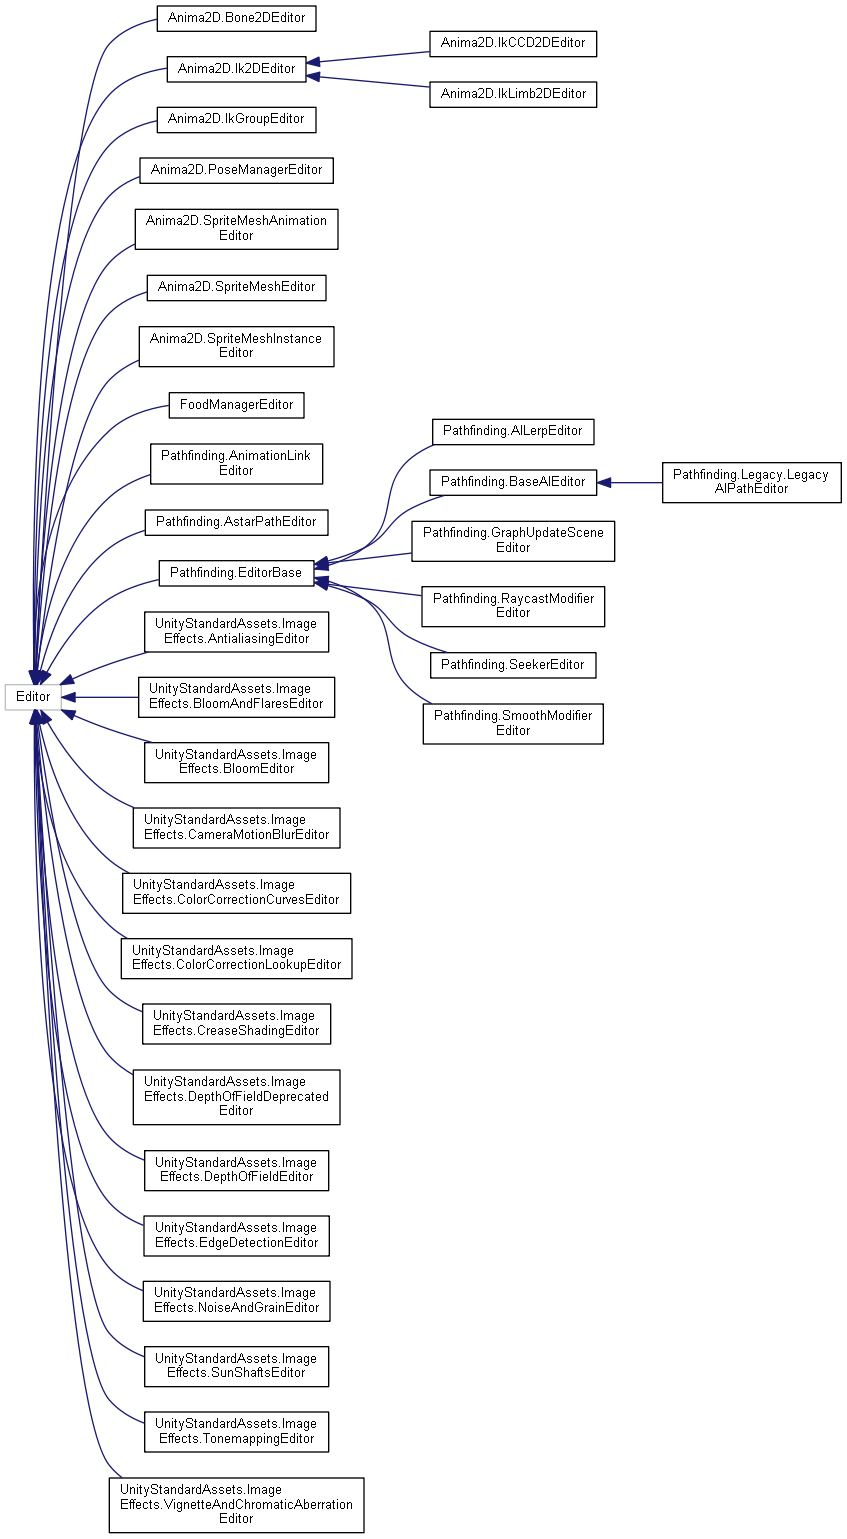 Anima2D.Bone2DEditor
Anima2D.Ik2DEditor
Anima2D.IkCCD2DEditor
Anima2D.IkLimb2DEditor
Anima2D.IkGroupEditor
Anima2D.PoseManagerEditor
Anima2D.SpriteMeshAnimation
Editor
Anima2D.SpriteMeshEditor
Anima2D.SpriteMeshInstance
Editor
FoodManagerEditor
Pathfinding.AnimationLink
Editor
Pathfinding.AstarPathEditor
Pathfinding.EditorBase
Pathfinding.AILerpEditor
Pathfinding.BaseAIEditor
Pathfinding.Legacy.Legacy
AIPathEditor
Pathfinding.GraphUpdateScene
Editor
Pathfinding.RaycastModifier
Editor
Pathfinding.SeekerEditor
Pathfinding.SmoothModifier
Editor
UnityStandardAssets.Image
Effects.AntialiasingEditor
Editor
UnityStandardAssets.Image
Effects.BloomAndFlaresEditor
UnityStandardAssets.Image
Effects.BloomEditor
UnityStandardAssets.Image
Effects.CameraMotionBlurEditor
UnityStandardAssets.Image
Effects.ColorCorrectionCurvesEditor
UnityStandardAssets.Image
Effects.ColorCorrectionLookupEditor
UnityStandardAssets.Image
Effects.CreaseShadingEditor
UnityStandardAssets.Image
Effects.DepthOfFieldDeprecated
Editor
UnityStandardAssets.Image
Effects.DepthOfFieldEditor
UnityStandardAssets.Image
Effects.EdgeDetectionEditor
UnityStandardAssets.Image
Effects.NoiseAndGrainEditor
UnityStandardAssets.Image
Effects.SunShaftsEditor
UnityStandardAssets.Image
Effects.TonemappingEditor
UnityStandardAssets.Image
Effects.VignetteAndChromaticAberration
Editor